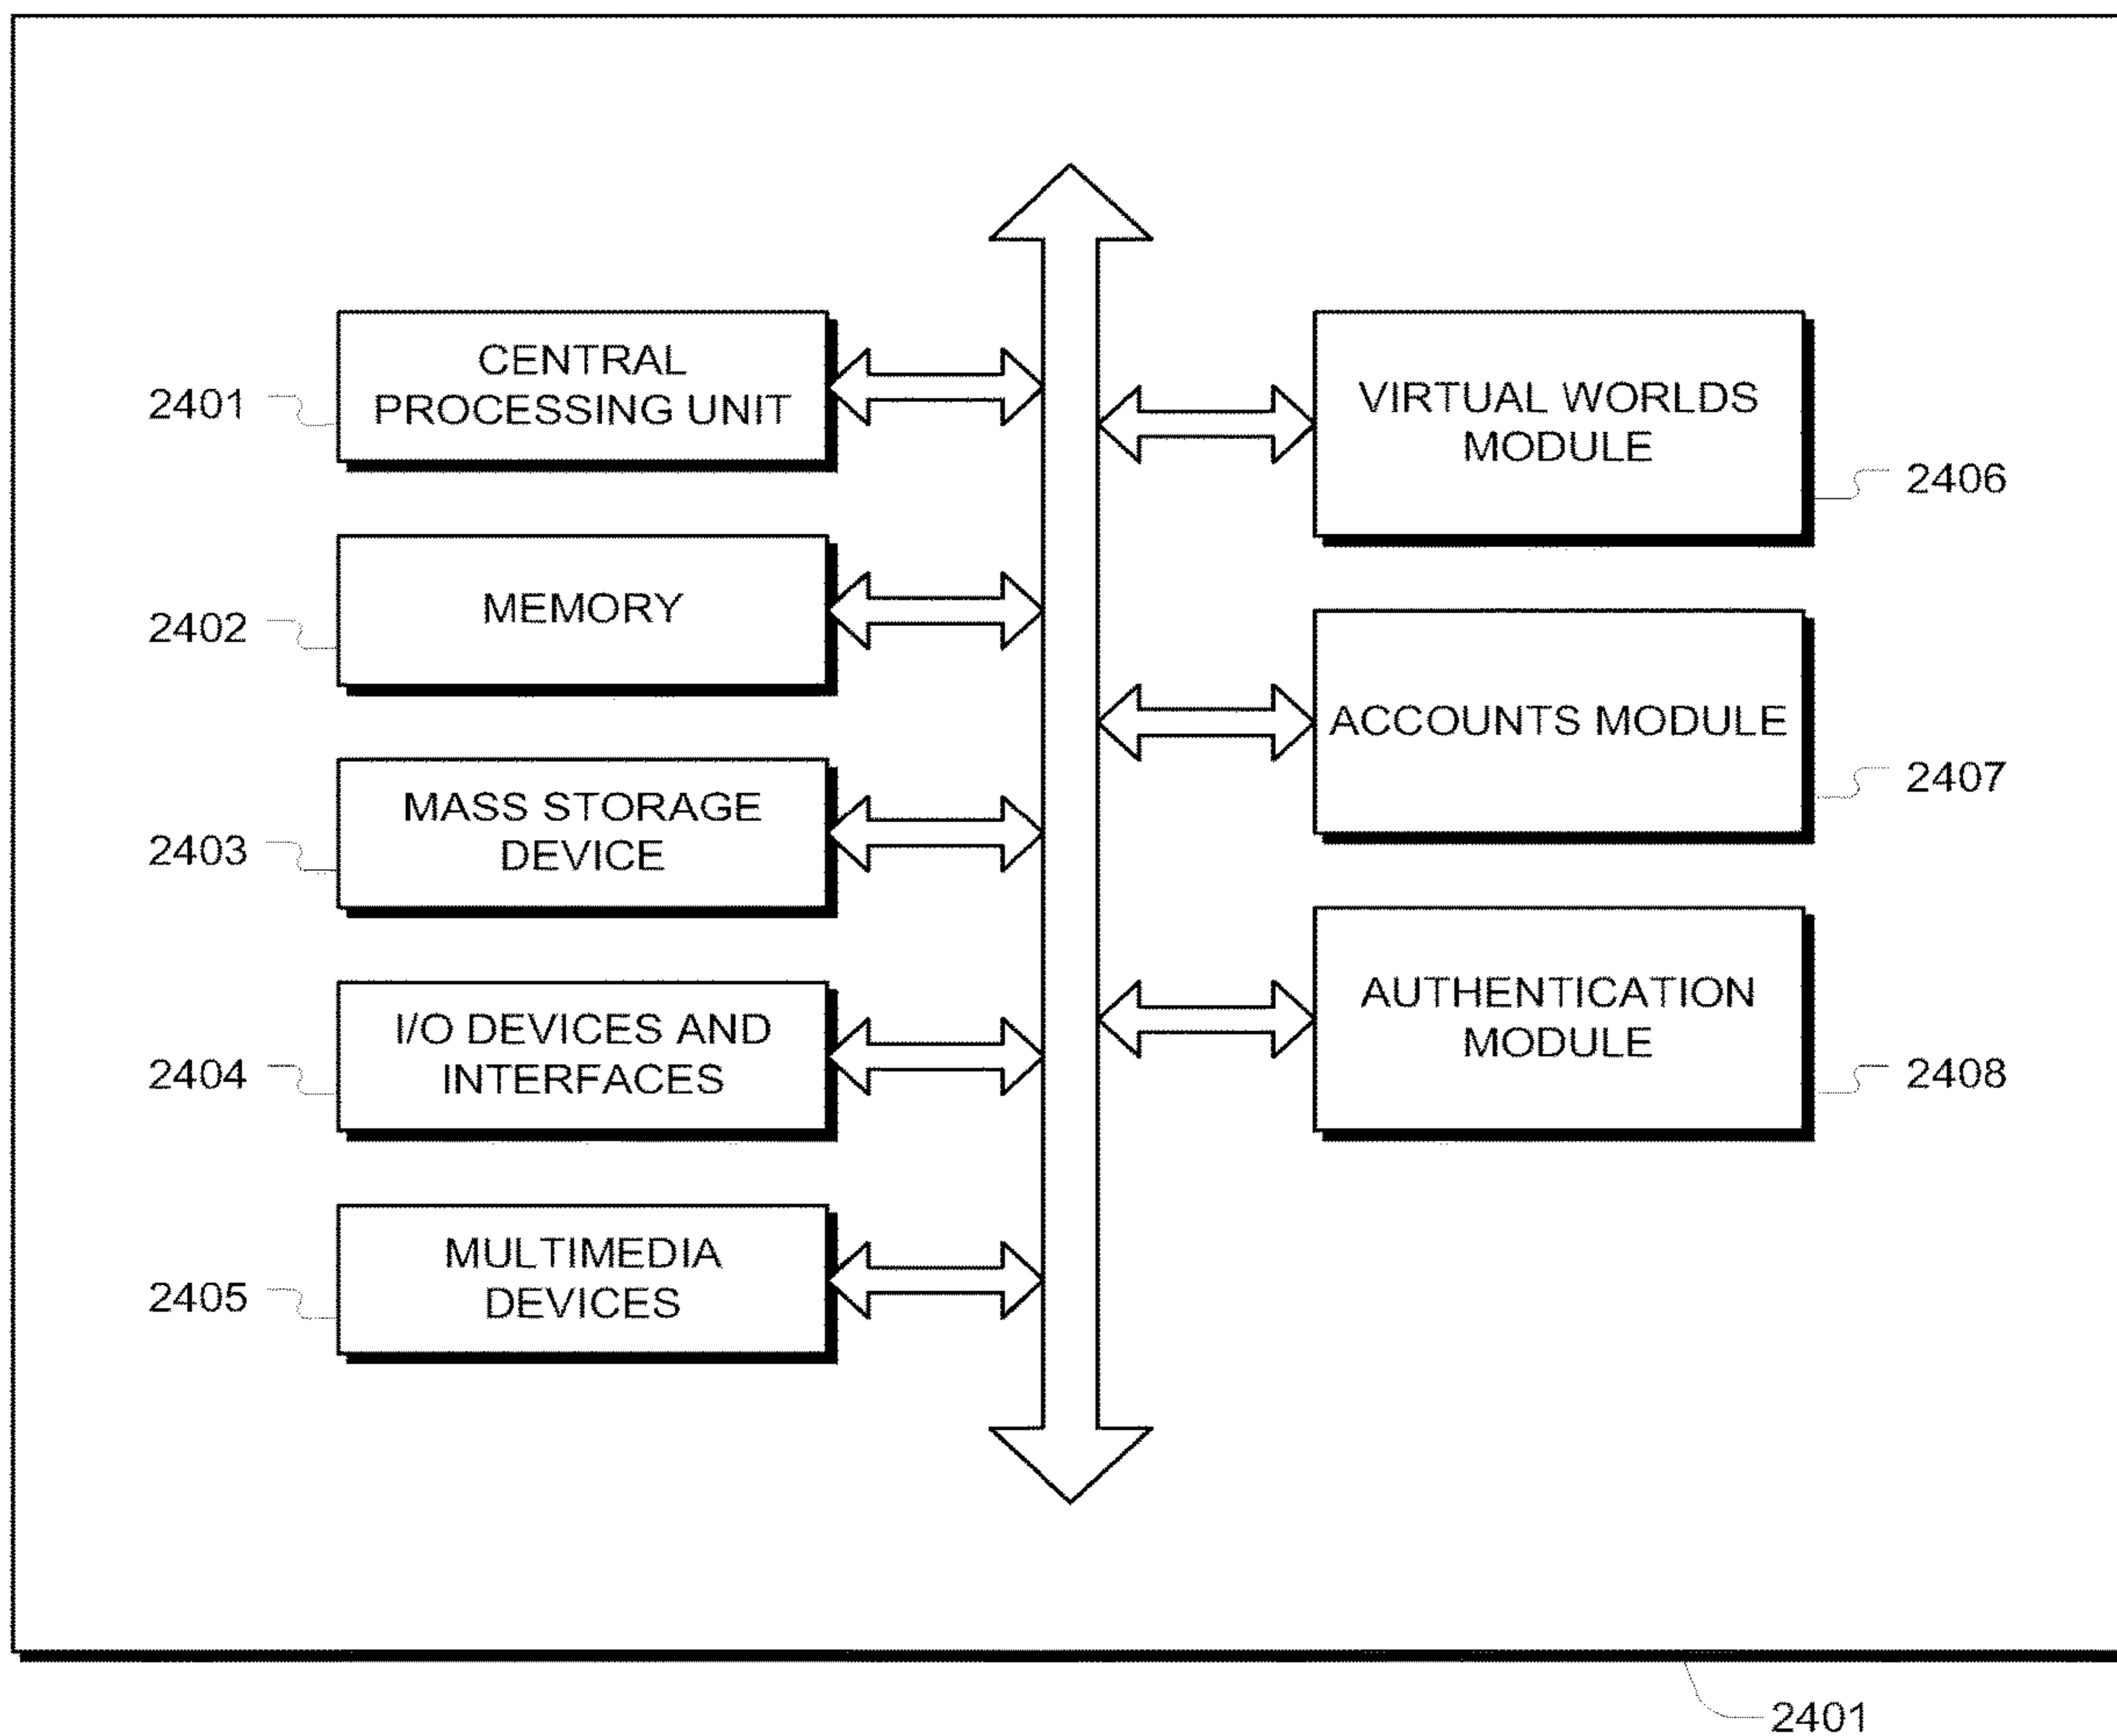 CENTRAL
PROCESSING UNIT
2401
MEMORY
2402
MASS STORAGE
DEVICE
2403
I/O DEVICES AND
INTERFACES
2404
MULTIMEDIA
DEVICES
2405
VIRTUAL WORLDS
MODULE
2406
ACCOUNTS MODULE
2407
AUTHENTICATION
MODULE
2408
2401